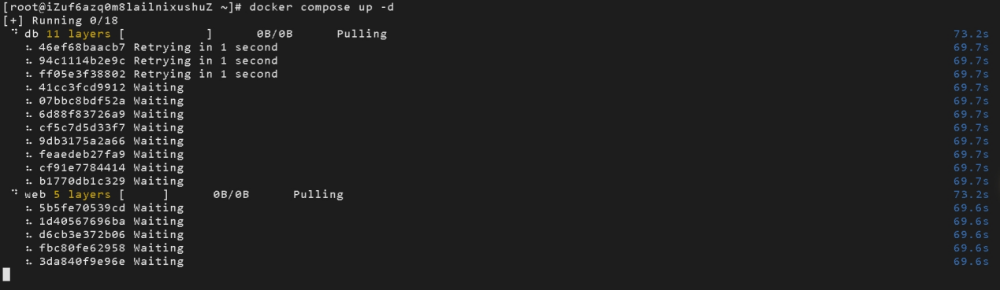 [root@iZuf6azq0m8lailnixushuZ ~]# docker compose up -d
[+] Running 0/18
⠙ db 11 layers [⠀⠀⠀⠀⠀⠀⠀⠀⠀⠀⠀] 0B/0B Pulling 73.2s
⠦ 46ef68baacb7 Retrying in 1 second 69.7s
⠦ 94c1114b2e9c Retrying in 1 second 69.7s
⠦ ff05e3f38802 Retrying in 1 second 69.7s
⠦ 41cc3fcd9912 Waiting 69.7s
⠦ 07bbc8bdf52a Waiting 69.7s
⠦ 6d88f83726a9 Waiting 69.7s
⠦ cf5c7d5d33f7 Waiting 69.7s
⠦ 9db3175a2a66 Waiting 69.7s
⠦ feaedeb27fa9 Waiting 69.7s
⠦ cf91e7784414 Waiting 69.7s
⠦ b1770db1c329 Waiting 69.7s
⠙ web 5 layers [⠀⠀⠀⠀⠀] 0B/0B Pulling 73.2s
⠦ 5b5fe70539cd Waiting 69.6s
⠦ 1d40567696ba Waiting 69.6s
⠦ d6cb3e372b06 Waiting 69.6s
⠦ fbc80fe62958 Waiting 69.6s
⠦ 3da840f9e96e Waiting 69.6s